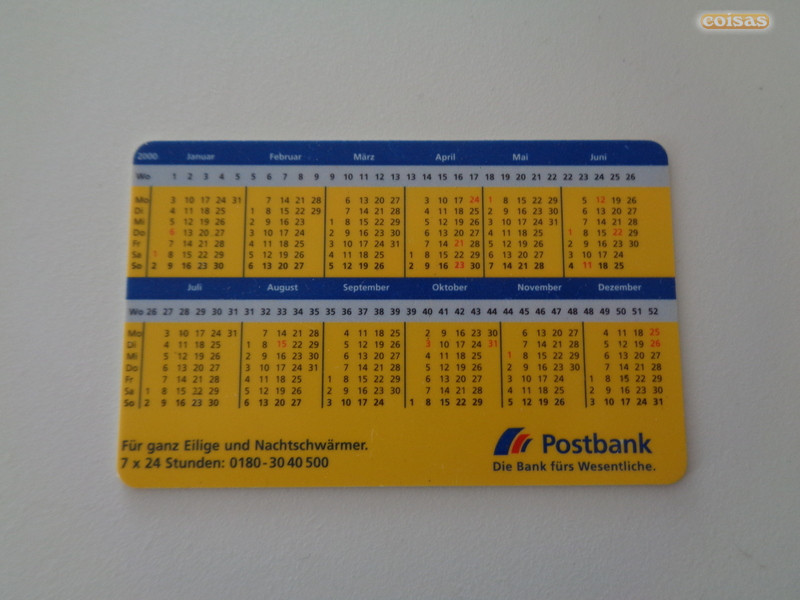 coisas
2000 Januar Februar März April Mai Juni
Wo 1 2 3 4 5 5 6 7 8 9 9 10 11 12 13 13 14 15 16 17 18 19 20 21 22 22 23 24 25 26
Mo 3 10 17 24 31 7 14 21 28 6 13 20 27 3 10 17 24 1 8 15 22 29 5 12 19 26
Di 4 11 18 25 1 8 15 22 29 7 14 21 28 4 11 18 25 2 9 16 23 30 6 13 20 27
Mi 5 12 19 26 2 9 16 23 1 8 15 22 29 5 12 19 26 3 10 17 24 31 7 14 21 28
Do 6 13 20 27 3 10 17 24 2 9 16 23 30 6 13 20 27 4 11 18 25 1 8 15 22 29
Fr 7 14 21 28 4 11 18 25 3 10 17 24 31 7 14 21 28 5 12 19 26 2 9 16 23 30
Sa 1 8 15 22 29 5 12 19 26 4 11 18 25 1 8 15 22 29 6 13 20 27 3 10 17 24
So 2 9 16 23 30 6 13 20 27 5 12 19 26 2 9 16 23 30 7 14 21 28 4 11 18 25
Juli August September Oktober November Dezember
Wo 26 27 28 29 30 31 31 32 33 34 35 35 36 37 38 39 39 40 41 42 43 44 44 45 46 47 48 48 49 50 51 52
Mo 3 10 17 24 31 7 14 21 28 4 11 18 25 2 9 16 23 30 6 13 20 27 4 11 18 25
Di 4 11 18 25 1 8 15 22 29 5 12 19 26 3 10 17 24 31 7 14 21 28 5 12 19 26
Mi 5 12 19 26 2 9 16 23 30 6 13 20 27 4 11 18 25 1 8 15 22 29 6 13 20 27
Do 6 13 20 27 3 10 17 24 31 7 14 21 28 5 12 19 26 2 9 16 23 30 7 14 21 28
Fr 7 14 21 28 4 11 18 25 1 8 15 22 29 6 13 20 27 3 10 17 24 1 8 15 22 29
Sa 1 8 15 22 29 5 12 19 26 2 9 16 23 30 7 14 21 28 4 11 18 25 2 9 16 23 30
So 2 9 16 23 30 6 13 20 27 3 10 17 24 1 8 15 22 29 5 12 19 26 3 10 17 24 31
Für ganz Eilige und Nachtschwärmer.
7 x 24 Stunden: 0180-30 40 500
Postbank
Die Bank fürs Wesentliche.